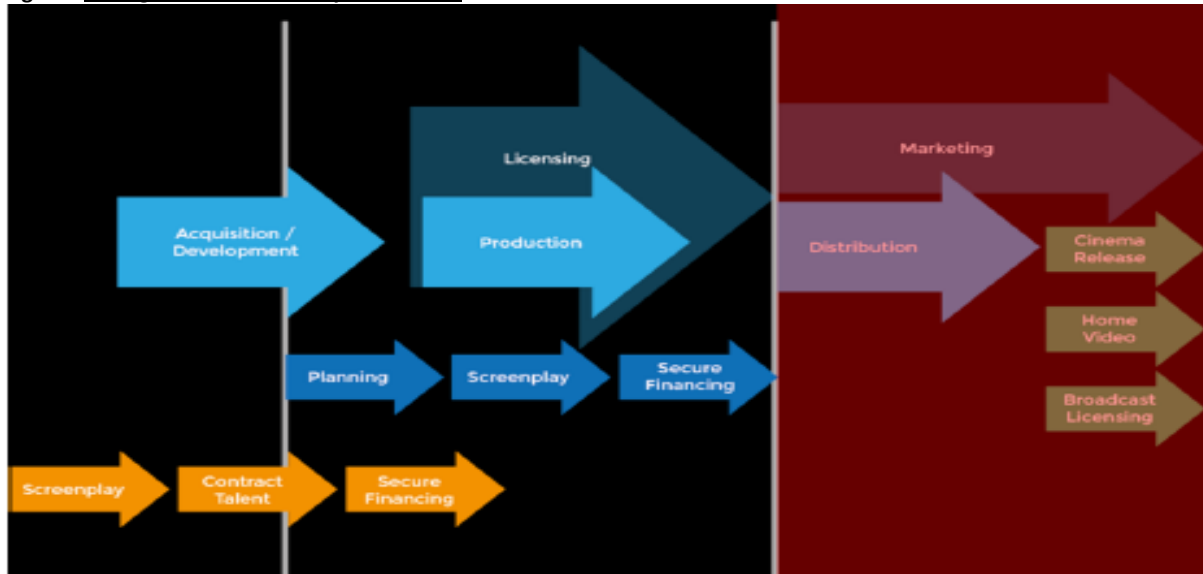 Licensing
Marketing
Acquisition /
Development
Production
Distribution
Cinema
Release
Home
Video
Planning
Screenplay
Secure
Financing
Broadcast
Licensing
Screenplay
Contract
Talent
Secure
Financing